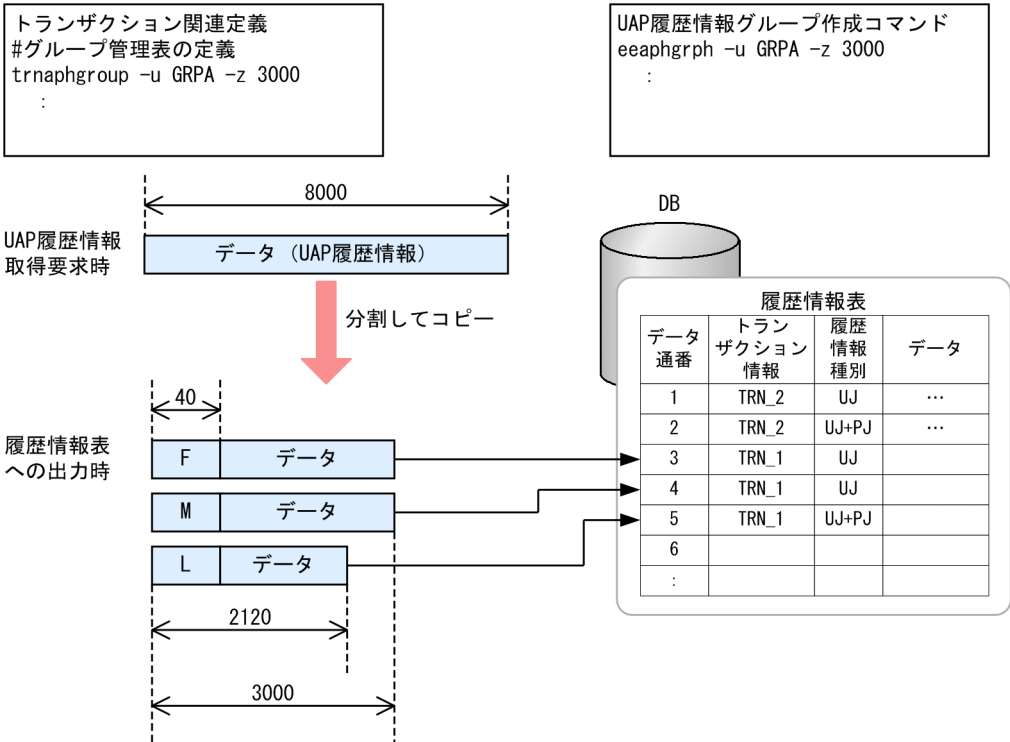 トランザクション関連定義
#グループ管理表の定義
trnaphgroup -u GRPA -z 3000
:
UAP履歴情報グループ作成コマンド
eeaphgrph -u GRPA -z 3000
:
8000
UAP履歴情報
取得要求時
データ（UAP履歴情報）
分割してコピー
DB
履歴情報表
データ
通番
トラン
ザクション
情報
履歴
情報
種別
データ
1 TRN_2 UJ …
2 TRN_2 UJ+PJ …
3 TRN_1 UJ
4 TRN_1 UJ
5 TRN_1 UJ+PJ
6
:
40
履歴情報表
への出力時
F データ
M データ
L データ
2120
3000